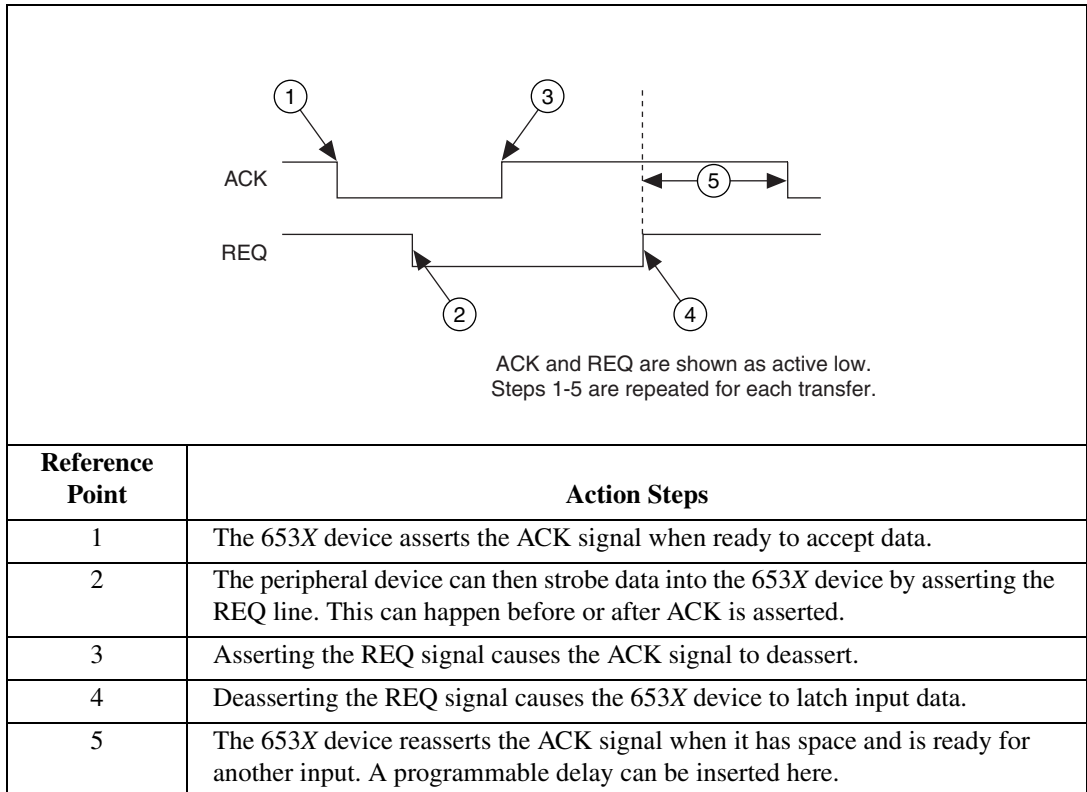 1
3
ACK
5
REQ
2
4
ACK and REQ are shown as active low.
Steps 1-5 are repeated for each transfer.
Reference
Point
Action Steps
1
The 653X device asserts the ACK signal when ready to accept data.
2
The peripheral device can then strobe data into the 653X device by asserting the
REQ line. This can happen before or after ACK is asserted.
3
Asserting the REQ signal causes the ACK signal to deassert.
4
Deasserting the REQ signal causes the 653X device to latch input data.
5
The 653X device reasserts the ACK signal when it has space and is ready for
another input. A programmable delay can be inserted here.